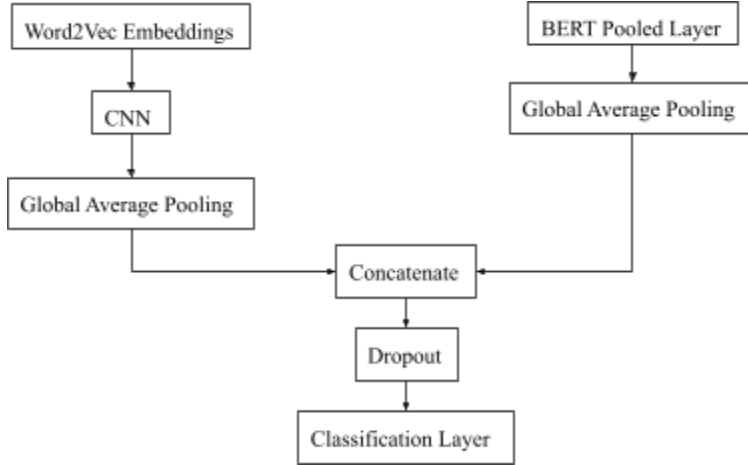 Word2Vec Embeddings
BERT Pooled Layer
CNN
Global Average Pooling
Global Average Pooling
Concatenate
Dropout
Classification Layer